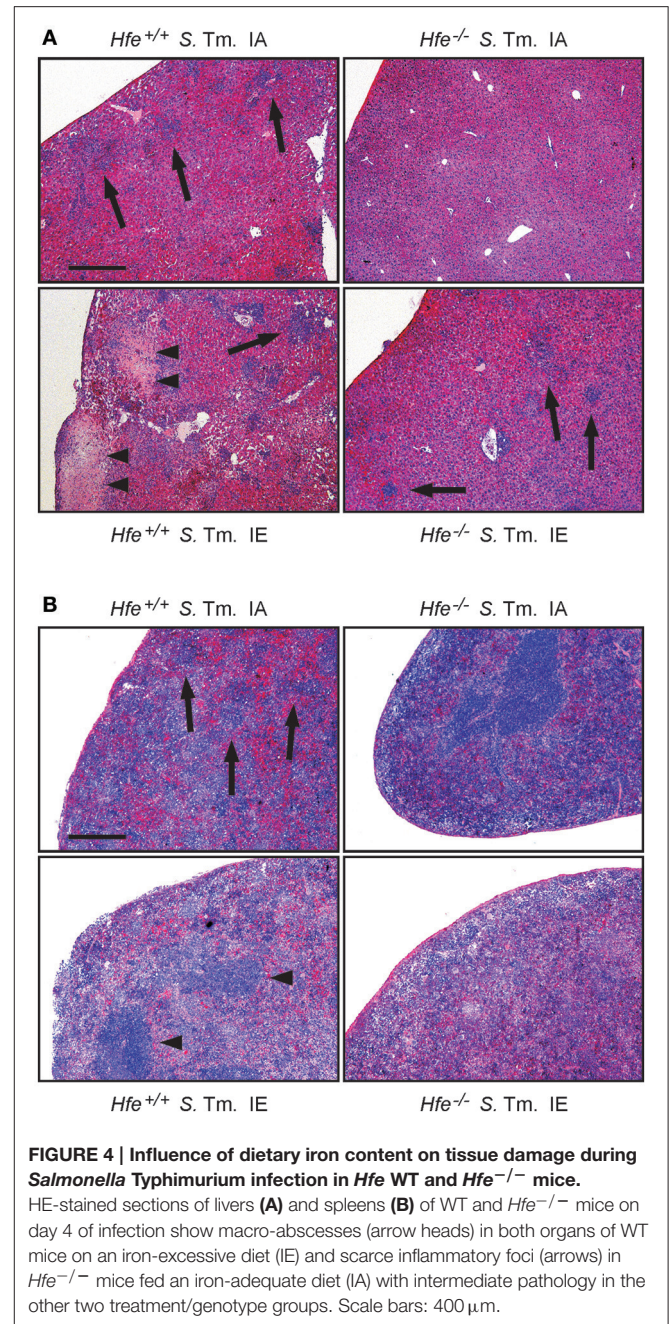 A
Hfe+/+ S. Tm. IA
Hfe-/- S. Tm. IA
Hfe+/+ S. Tm. IE
Hfe-/- S. Tm. IE
B
Hfe+/+ S. Tm. IA
Hfe-/- S. Tm. IA
Hfe+/+ S. Tm. IE
Hfe-/- S. Tm. IE
FIGURE 4 | Influence of dietary iron content on tissue damage during
Salmonella Typhimurium infection in Hfe WT and Hfe−/− mice.
HE-stained sections of livers (A) and spleens (B) of WT and Hfe−/− mice on
day 4 of infection show macro-abscesses (arrow heads) in both organs of WT
mice on an iron-excessive diet (IE) and scarce inflammatory foci (arrows) in
Hfe−/− mice fed an iron-adequate diet (IA) with intermediate pathology in the
other two treatment/genotype groups. Scale bars: 400 μm.